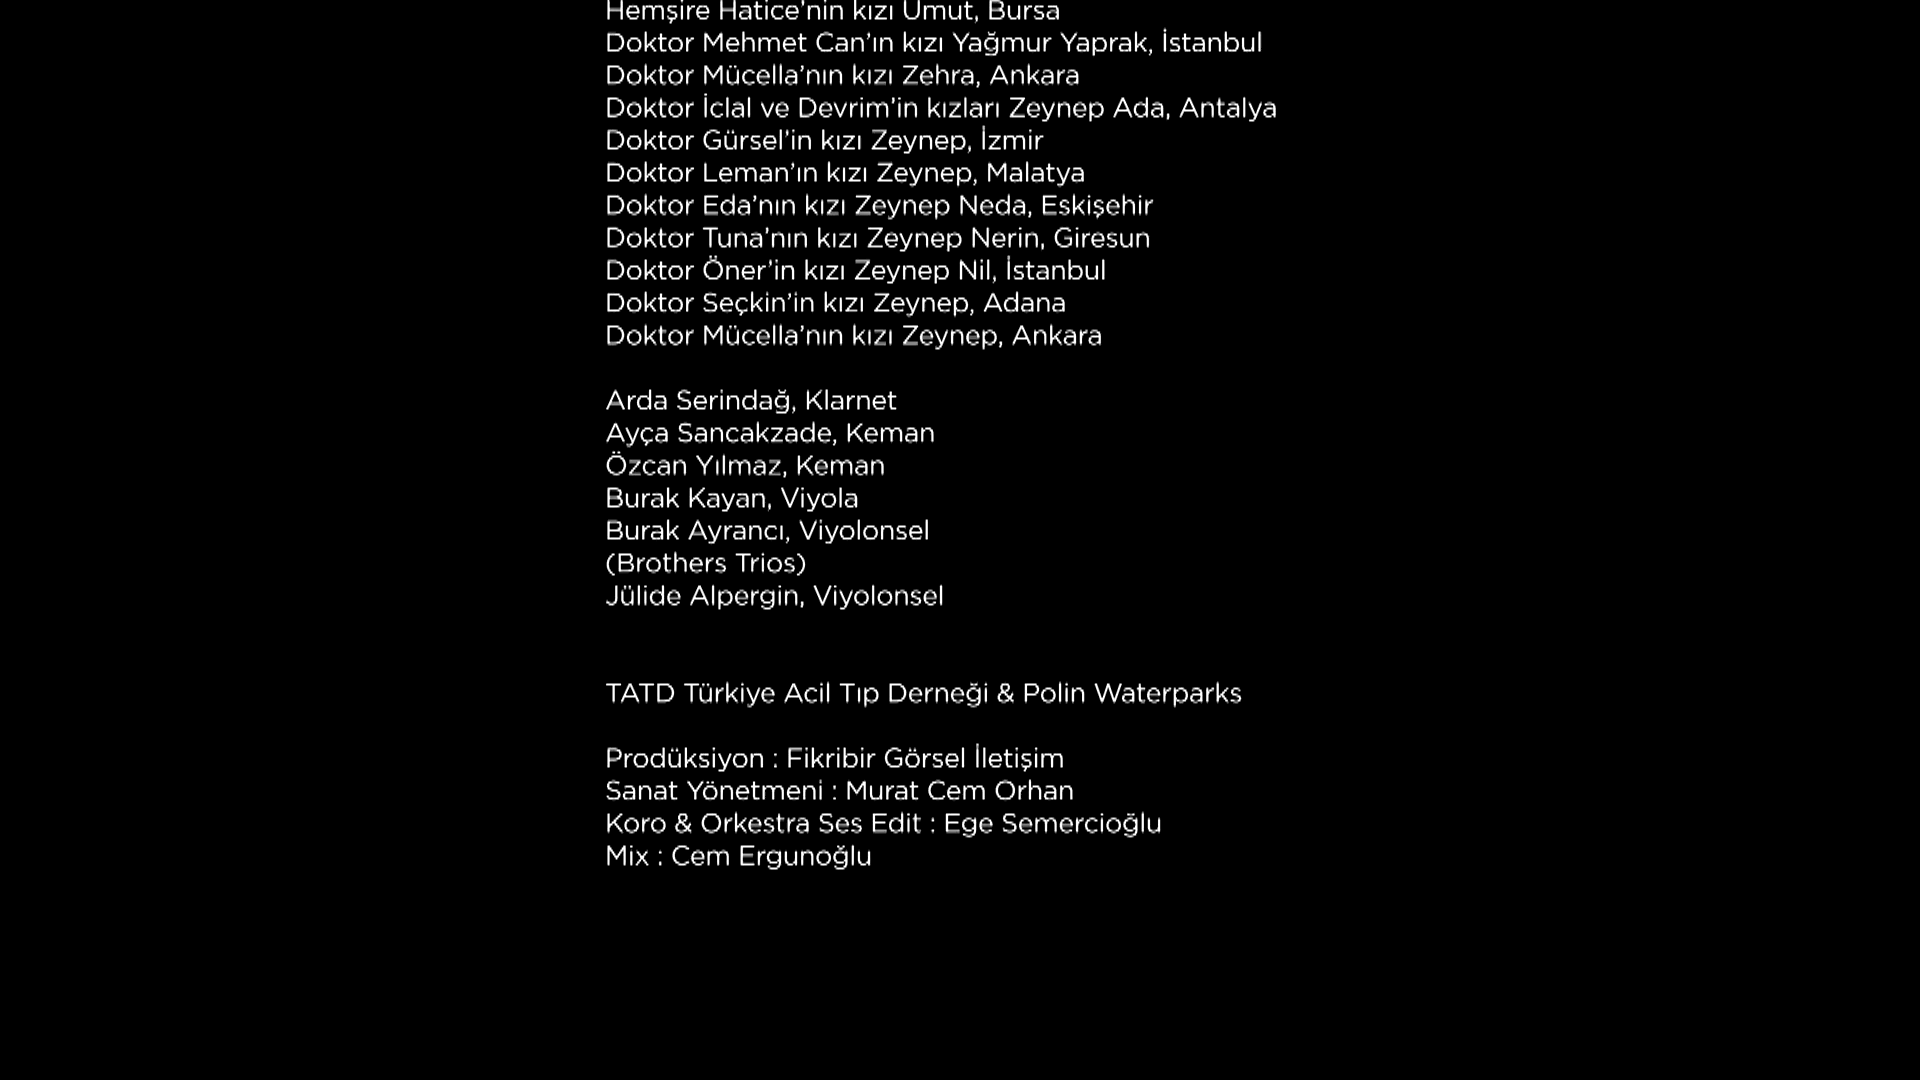 Hemşire Hatice’nin kızı Umut, Bursa
Doktor Mehmet Can’ın kızı Yağmur Yaprak, İstanbul
Doktor Mücella’nın kızı Zehra, Ankara
Doktor İclal ve Devrim’in kızları Zeynep Ada, Antalya
Doktor Gürsel’in kızı Zeynep, İzmir
Doktor Leman’ın kızı Zeynep, Malatya
Doktor Eda’nın kızı Zeynep Neda, Eskişehir
Doktor Tuna’nın kızı Zeynep Nerin, Giresun
Doktor Öner’in kızı Zeynep Nil, İstanbul
Doktor Seçkin’in kızı Zeynep, Adana
Doktor Mücella’nın kızı Zeynep, Ankara
Arda Serindağ, Klarnet
Ayça Sancakzade, Keman
Özcan Yılmaz, Keman
Burak Kayan, Viyola
Burak Ayrancı, Viyolonsel
(Brothers Trios)
Jülide Alpergin, Viyolonsel
TATD Türkiye Acil Tıp Derneği & Polin Waterparks
Prodüksiyon : Fikribir Görsel İletişim
Sanat Yönetmeni : Murat Cem Orhan
Koro & Orkestra Ses Edit : Ege Semercioğlu
Mix : Cem Ergunoğlu